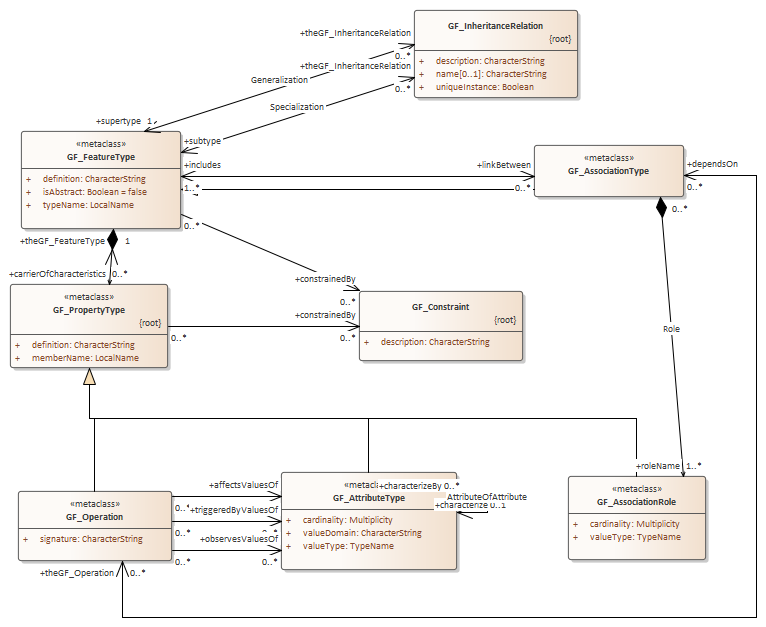 GF_InheritanceRelation
{root}
+ description: CharacterString
+ name[0..1]: CharacterString
+ uniqueInstance: Boolean
+theGF_InheritanceRelation
0..*
+theGF_InheritanceRelation
0..*
Generalization
Specialization
+supertype 1
+subtype
«metaclass»
GF_FeatureType
+ definition: CharacterString
+ isAbstract: Boolean = false
+ typeName: LocalName
+includes
1..*
+linkBetween
0..*
«metaclass»
GF_AssociationType
+dependsOn
0..*
0..*
0..*
+theGF_FeatureType 1
+carrierOfCharacteristics 0..*
+constrainedBy
0..*
«metaclass»
GF_PropertyType
{root}
+ definition: CharacterString
+ memberName: LocalName
+constrainedBy
0..*
0..*
GF_Constraint
{root}
+ description: CharacterString
Role
+roleName 1..*
«metaclass»
GF_Operation
+ signature: CharacterString
+affectsValuesOf
0..*
+triggeredByValuesOf
0..*
0..*
+observesValuesOf
0..*
0..*
+theGF_Operation 0..*
«metacl
+characterizeBy 0..*
GF_AttributeType
AttributeOfAttribute
+characterize 0..1
+ cardinality: Multiplicity
+ valueDomain: CharacterString
+ valueType: TypeName
«metaclass»
GF_AssociationRole
+ cardinality: Multiplicity
+ valueType: TypeName